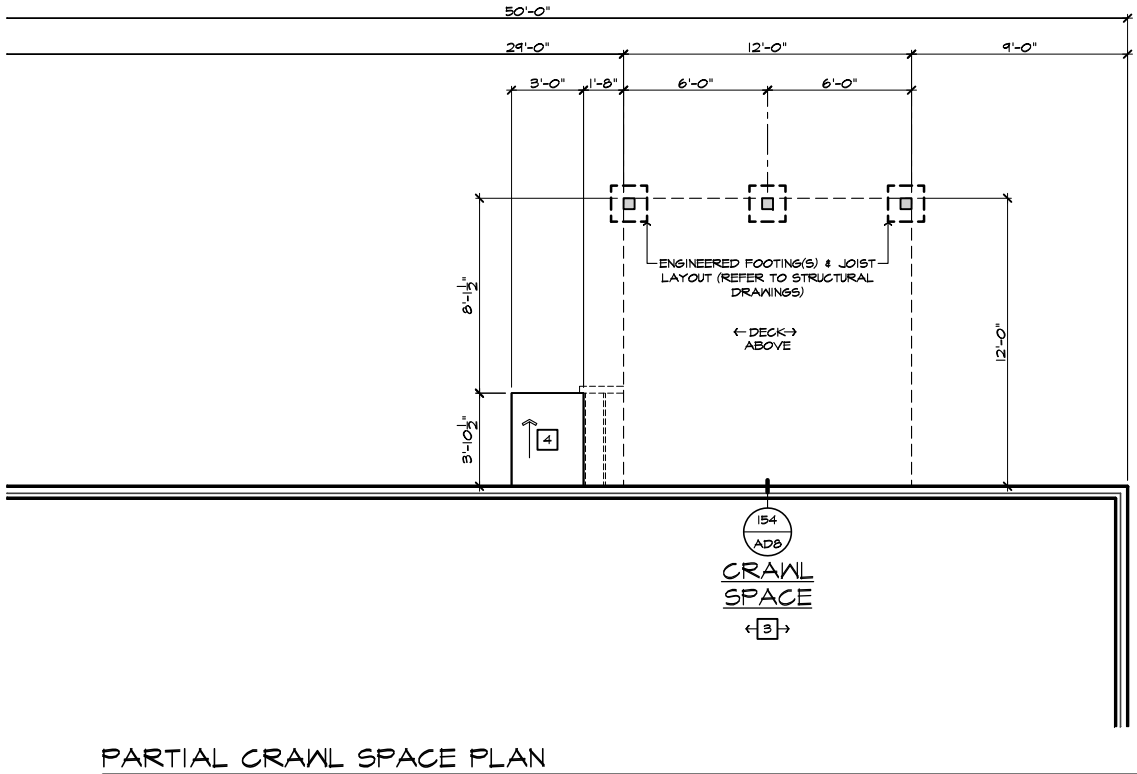 50'-0"
29'-0"
12'-0"
9'-0"
3'-0"
1'-8"
6'-0"
6'-0"
ENGINEERED FOOTING(S) & JOIST
LAYOUT (REFER TO STRUCTURAL
DRAWINGS)
8'-1½"
←DECK→
ABOVE
12'-0"
3'-10½"
4
154
AD8
CRAWL
SPACE
3
PARTIAL CRAWL SPACE PLAN